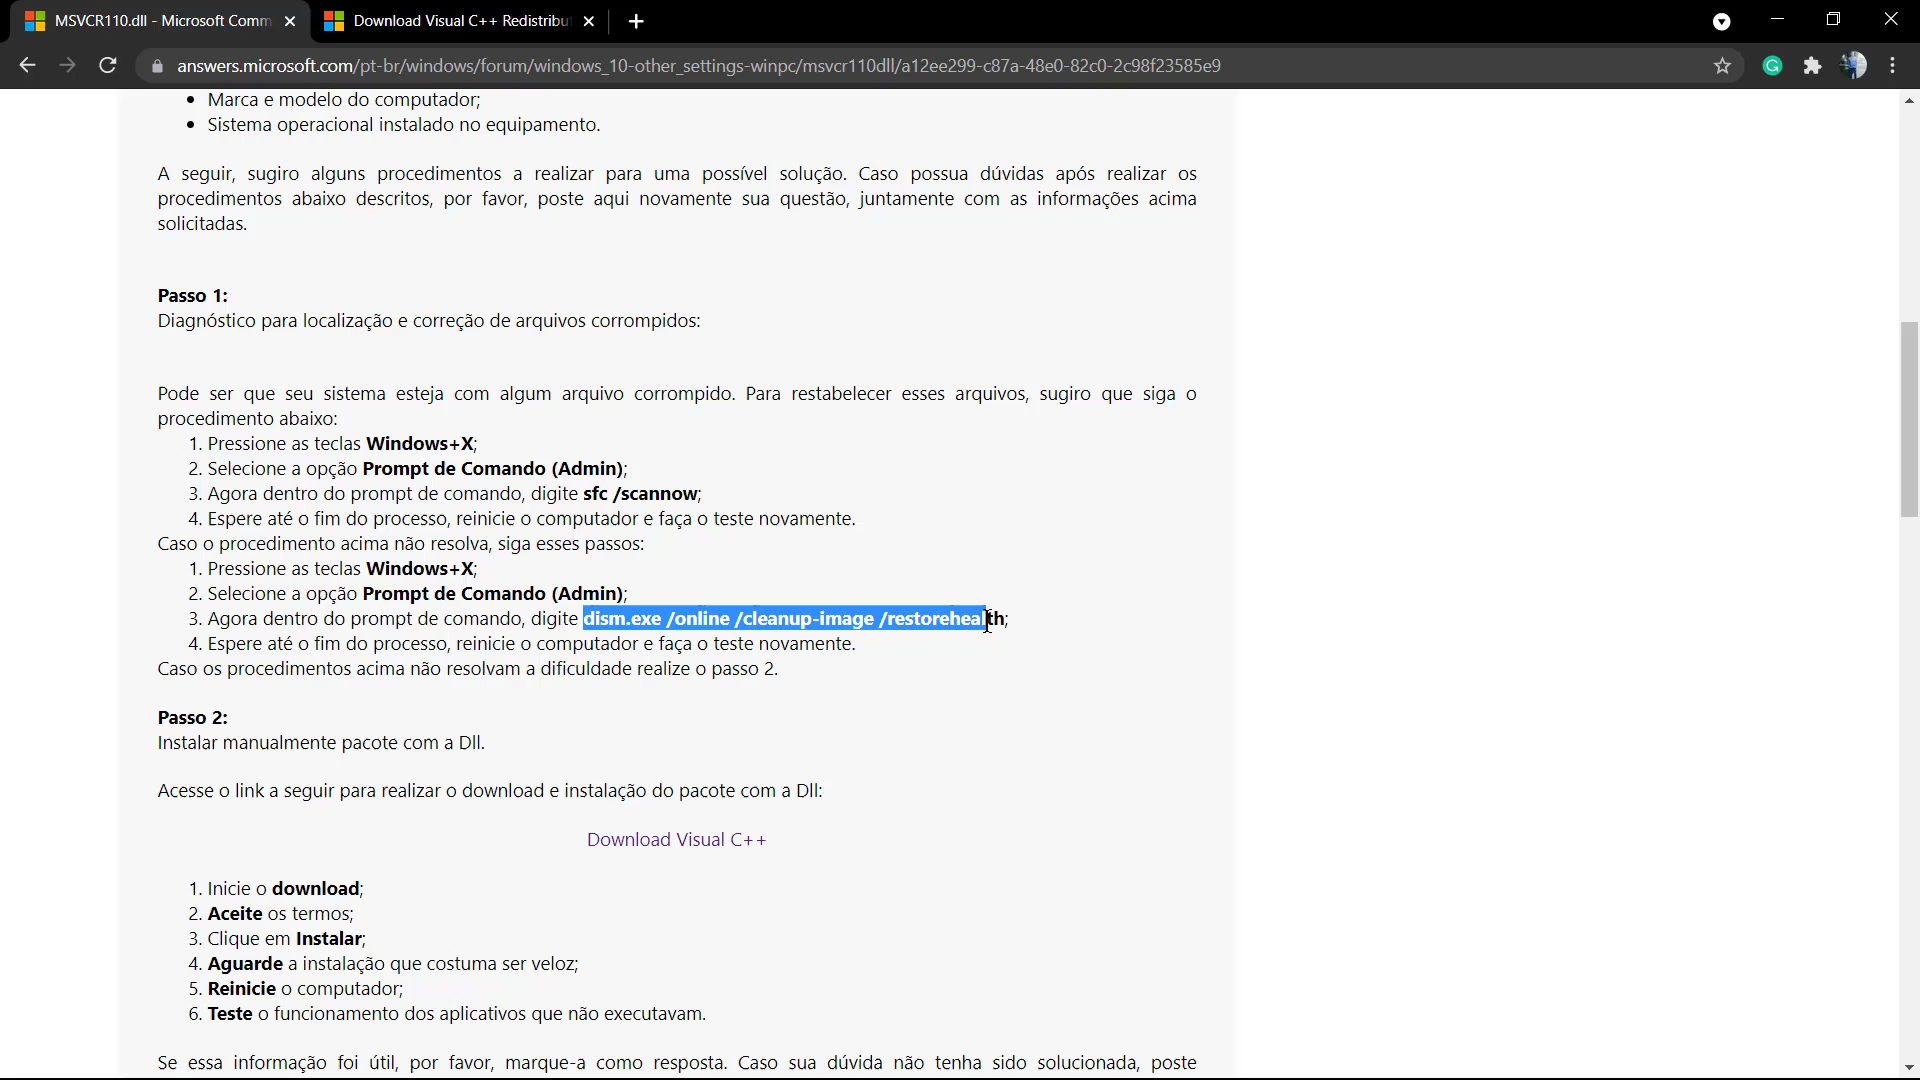 MSVCR110.dll - Microsoft Comm
Download Visual C++ Redistribu
answers.microsoft.com/pt-br/windows/forum/windows_10-other_settings-winpc/msvcr110dll/a12ee299-c87a-48e0-82c0-2c98f23585e9
• Marca e modelo do computador;
• Sistema operacional instalado no equipamento.
A seguir, sugiro alguns procedimentos a realizar para uma possível solução. Caso possua dúvidas após realizar os
procedimentos abaixo descritos, por favor, poste aqui novamente sua questão, juntamente com as informações acima
solicitadas.
Passo 1:
Diagnóstico para localização e correção de arquivos corrompidos:
Pode ser que seu sistema esteja com algum arquivo corrompido. Para restabelecer esses arquivos, sugiro que siga o
procedimento abaixo:
1. Pressione as teclas Windows+X;
2. Selecione a opção Prompt de Comando (Admin);
3. Agora dentro do prompt de comando, digite sfc /scannow;
4. Espere até o fim do processo, reinicie o computador e faça o teste novamente.
Caso o procedimento acima não resolva, siga esses passos:
1. Pressione as teclas Windows+X;
2. Selecione a opção Prompt de Comando (Admin);
3. Agora dentro do prompt de comando, digite dism.exe /online /cleanup-image /restorehealth;
4. Espere até o fim do processo, reinicie o computador e faça o teste novamente.
Caso os procedimentos acima não resolvam a dificuldade realize o passo 2.
Passo 2:
Instalar manualmente pacote com a Dll.
Acesse o link a seguir para realizar o download e instalação do pacote com a Dll:
Download Visual C++
1. Inicie o download;
2. Aceite os termos;
3. Clique em Instalar;
4. Aguarde a instalação que costuma ser veloz;
5. Reinicie o computador;
6. Teste o funcionamento dos aplicativos que não executavam.
Se essa informação foi útil, por favor, marque-a como resposta. Caso sua dúvida não tenha sido solucionada, poste